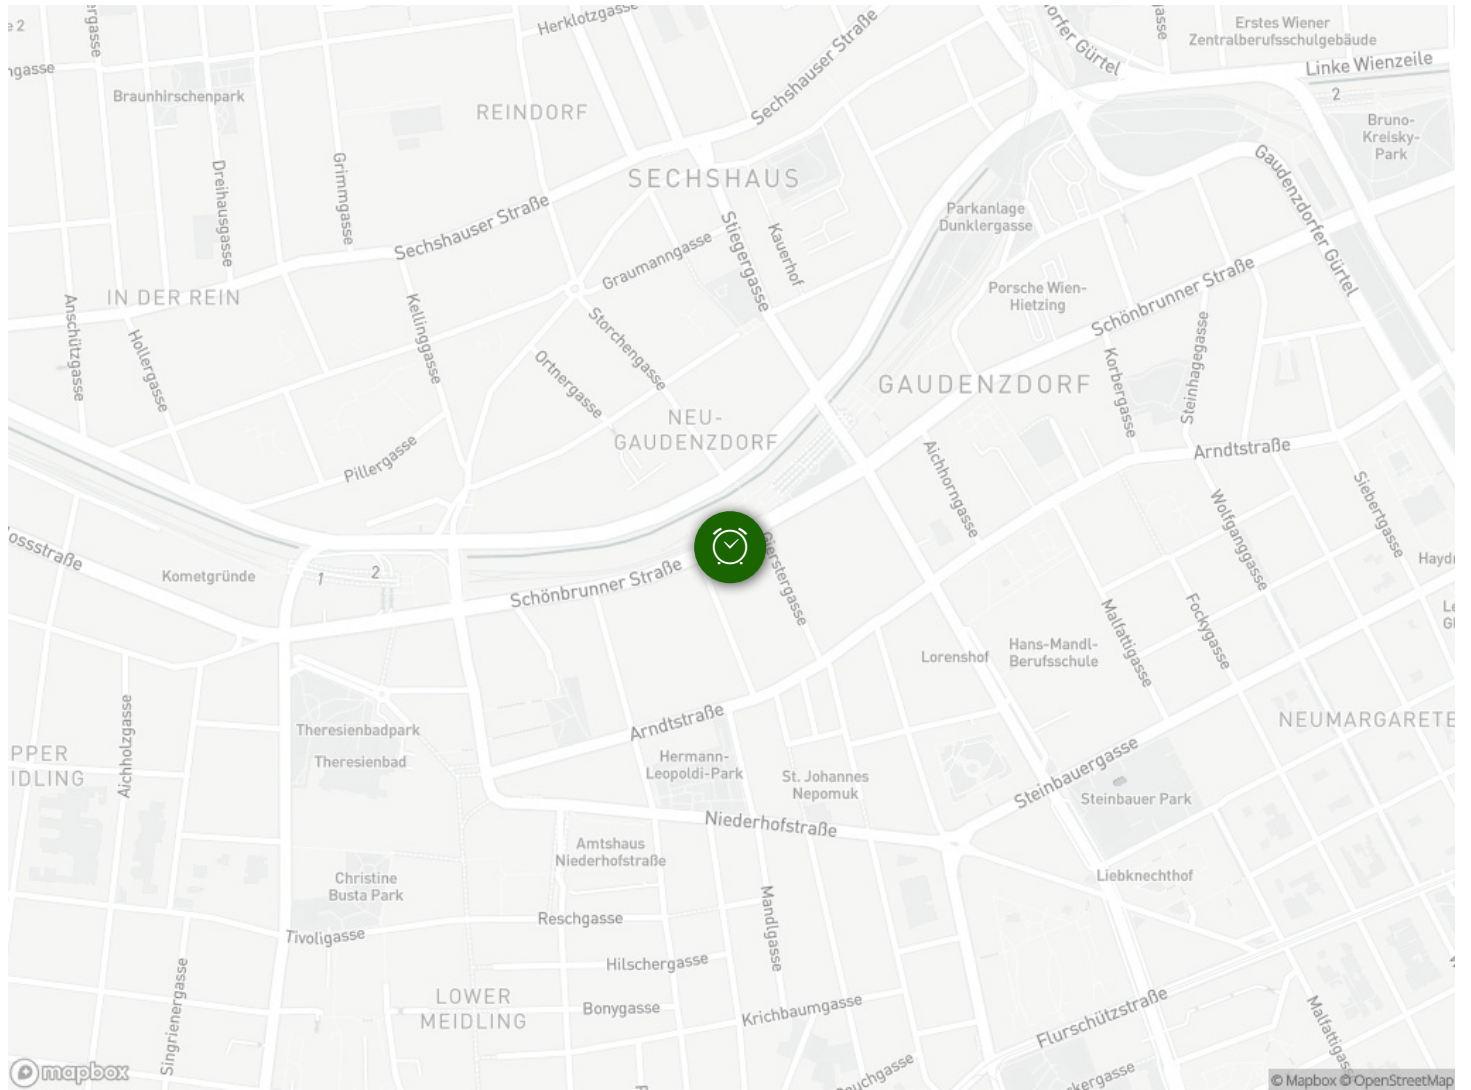 Herklotzgasse
Sechshauser Straße
Erstes Wiener
Zentralberufsschulgebäude
Linke Wienzeile
2
Bruno-
Kreisky-
Park
Braunhirschenpark
REINDORF
Dreihausgasse
Grimmgasse
SECHSHAUS
Sechshauser Straße
Stiegergasse
Kauerhof
Graumanngasse
Parkanlage
Dunklergasse
Gaudenzdorfer Gürtel
Porsche Wien-
Hietzing
Schönbrunner Straße
IN DER REIN
Anschützgasse
Hollergasse
Kellinggasse
Storchengasse
Ortnergasse
Pillergasse
NEU-
GAUDENZDORF
GAUDENZDORF
Korbergasse
Steinhagegasse
Arndtstraße
Aichhorngasse
Wolfganggasse
Siebertgasse
Kometgründe
1
2
Schönbrunner Straße
Gierstergasse
Malfattigasse
Fockygasse
Lorenshof
Hans-Mandl-
Berufsschule
Aichholzgasse
Theresienbadpark
Theresienbad
Arndtstraße
Hermann-
Leopoldi-Park
St. Johannes
Nepomuk
Niederhofstraße
Steinbauergasse
Steinbauer Park
Amtshaus
Niederhofstraße
Christine
Busta Park
Liebknechthof
Reschgasse
Mandlgasse
Tivoligasse
Hilschergasse
Singrienergasse
LOWER
MEIDLING
Bonygasse
Krichbaumgasse
Flurschützstraße
mapbox
© Mapbox © OpenStreetMap